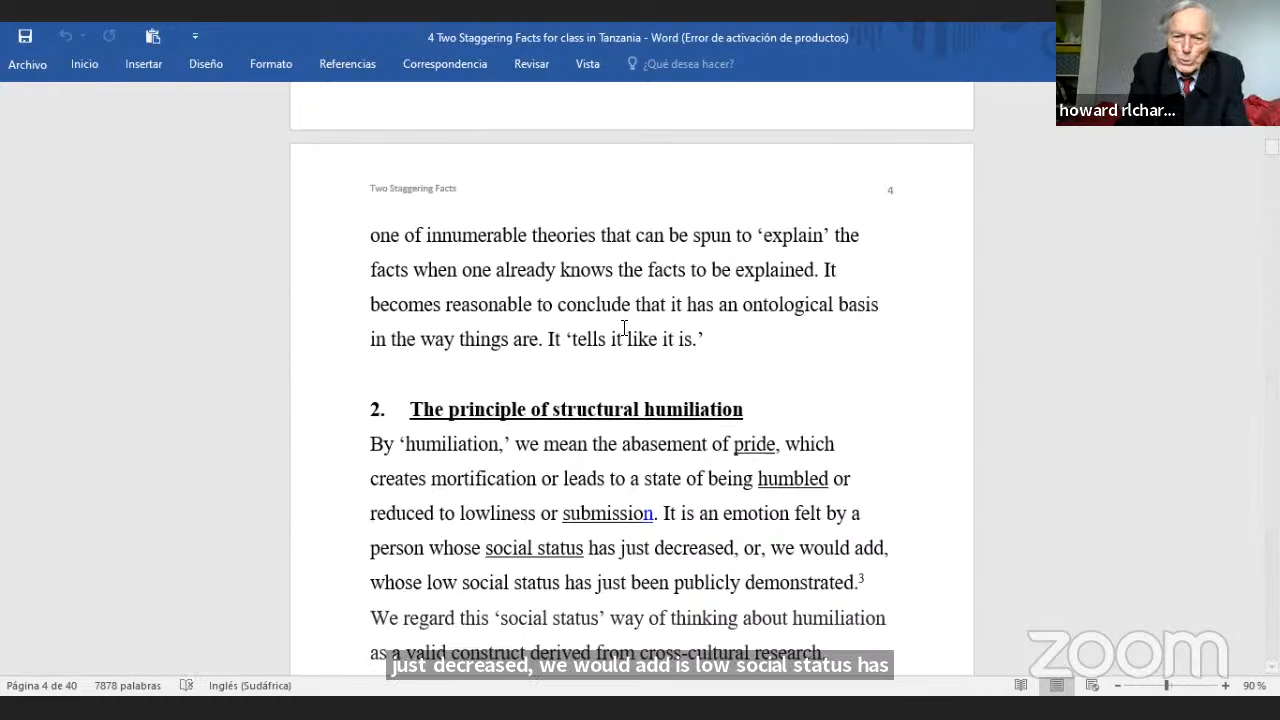 4 Two Staggering Facts for class in Tanzania - Word (Error de activación de productos)
Archivo Inicio Insertar Diseño Formato Referencias Correspondencia Revisar Vista ¿Qué desea hacer?
howard rlchar...
Two Staggering Facts 4
one of innumerable theories that can be spun to ‘explain’ the
facts when one already knows the facts to be explained. It
becomes reasonable to conclude that it has an ontological basis
in the way things are. It ‘tells it like it is.’
2. The principle of structural humiliation
By ‘humiliation,’ we mean the abasement of pride, which
creates mortification or leads to a state of being humbled or
reduced to lowliness or submission. It is an emotion felt by a
person whose social status has just decreased, or, we would add,
whose low social status has just been publicly demonstrated.3
We regard this ‘social status’ way of thinking about humiliation
as a valid construct derived from cross-cultural research.
just decreased, we would add is low social status has
zoom
Página 4 de 40 7878 palabras Inglés (Sudáfrica) 90 %